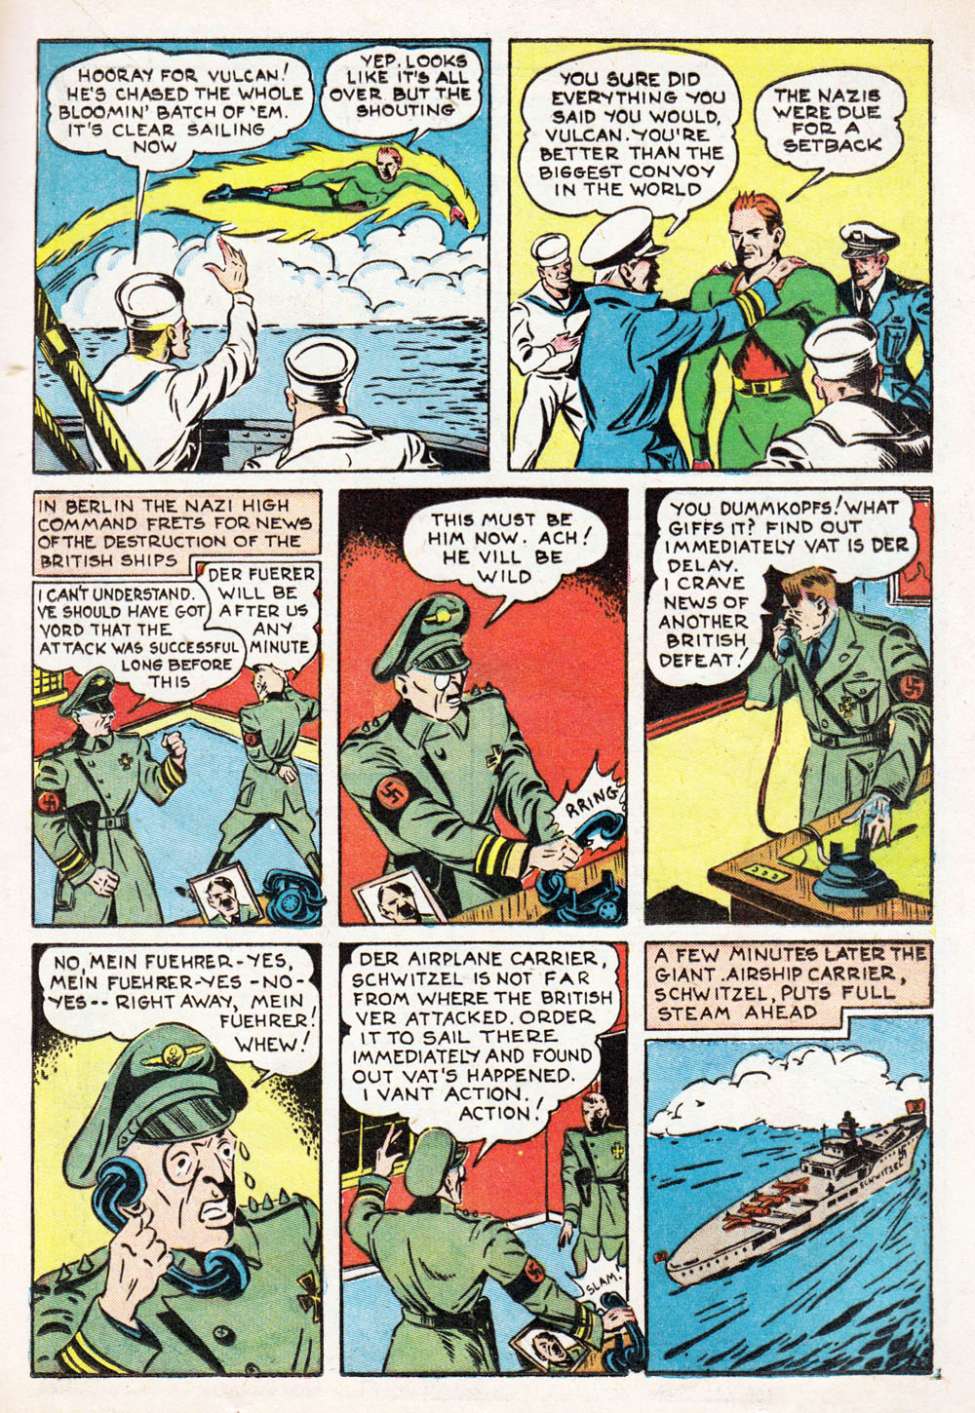 HOORAY FOR VULCAN!
HE'S CHASED THE WHOLE
BLOOMIN' BATCH OF 'EM.
IT'S CLEAR SAILING
NOW
YEP. LOOKS
LIKE IT'S ALL
OVER BUT THE
SHOUTING
YOU SURE DID
EVERYTHING YOU
SAID YOU WOULD,
VULCAN. YOU'RE
BETTER THAN THE
BIGGEST CONVOY
IN THE WORLD
THE NAZIS
WERE DUE
FOR A
SETBACK
IN BERLIN THE NAZI HIGH
COMMAND FRETS FOR NEWS
OF THE DESTRUCTION OF THE
BRITISH SHIPS
I CAN'T UNDERSTAND.
VE SHOULD HAVE GOT
VORD THAT THE
ATTACK WAS SUCCESSFUL
LONG BEFORE
THIS
DER FUERER
WILL BE
AFTER US
ANY
MINUTE
THIS MUST BE
HIM NOW. ACH!
HE VILL BE
WILD
RRING
YOU DUMMKOPFS! WHAT
GIFFS IT? FIND OUT
IMMEDIATELY VAT IS DER
DELAY.
I CRAVE
NEWS OF
ANOTHER
BRITISH
DEFEAT!
NO, MEIN FUEHRER-YES,
MEIN FUEHRER-YES -NO-
YES-- RIGHT AWAY, MEIN
FUEHRER!
WHEW!
DER AIRPLANE CARRIER,
SCHWITZEL IS NOT FAR
FROM WHERE THE BRITISH
VER ATTACKED. ORDER
IT TO SAIL THERE
IMMEDIATELY AND FOUND
OUT VAT'S HAPPENED.
I VANT ACTION.
ACTION!
SLAM!
A FEW MINUTES LATER THE
GIANT AIRSHIP CARRIER,
SCHWITZEL, PUTS FULL
STEAM AHEAD
SCHWITZEL